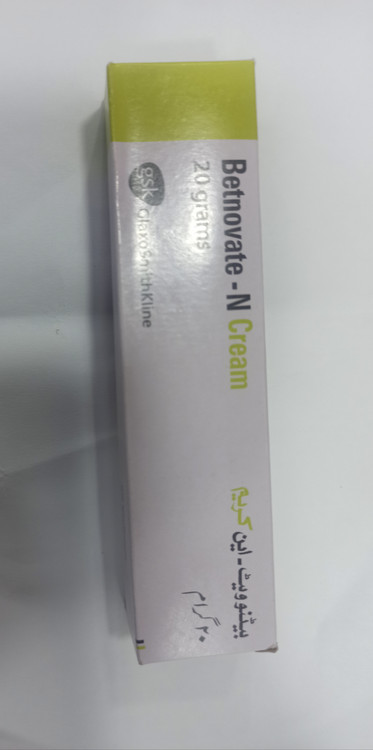 Betnovate-N Cream
20 grams
gsk GlaxoSmithKline
بیٹنوویٹ-این کریم
۲۰ گرام